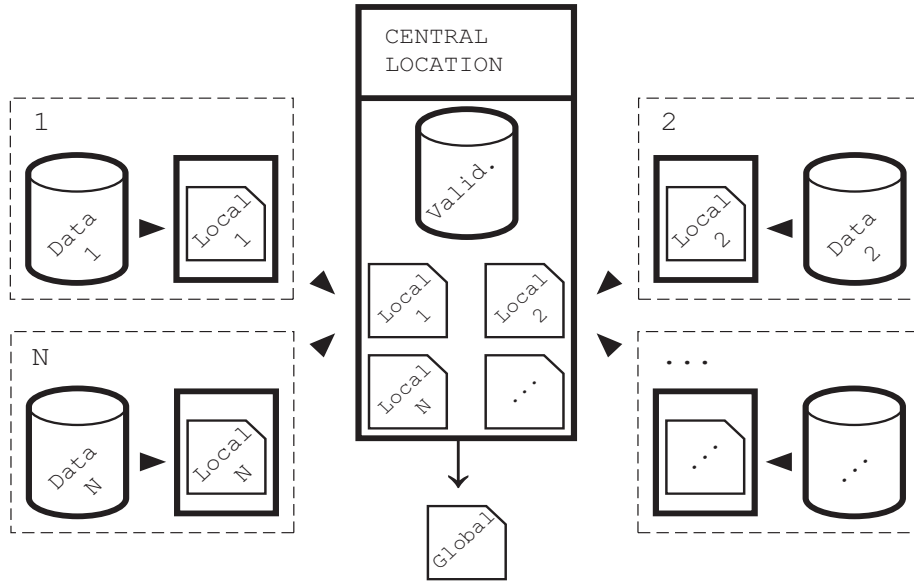 CENTRAL
LOCATION
1
Data
1
Local
1
Valid.
2
Local
2
Data
2
Local
1
Local
2
Local
N
...
N
Data
N
Local
N
...
...
...
Global